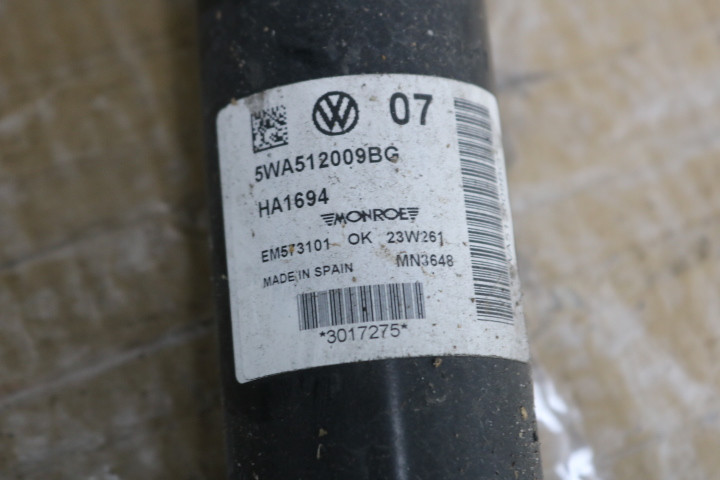 07
5WA512009BG
HA1694
MONROE
EM573101 OK 23W261
MADE IN SPAIN MN3648
*3017275*